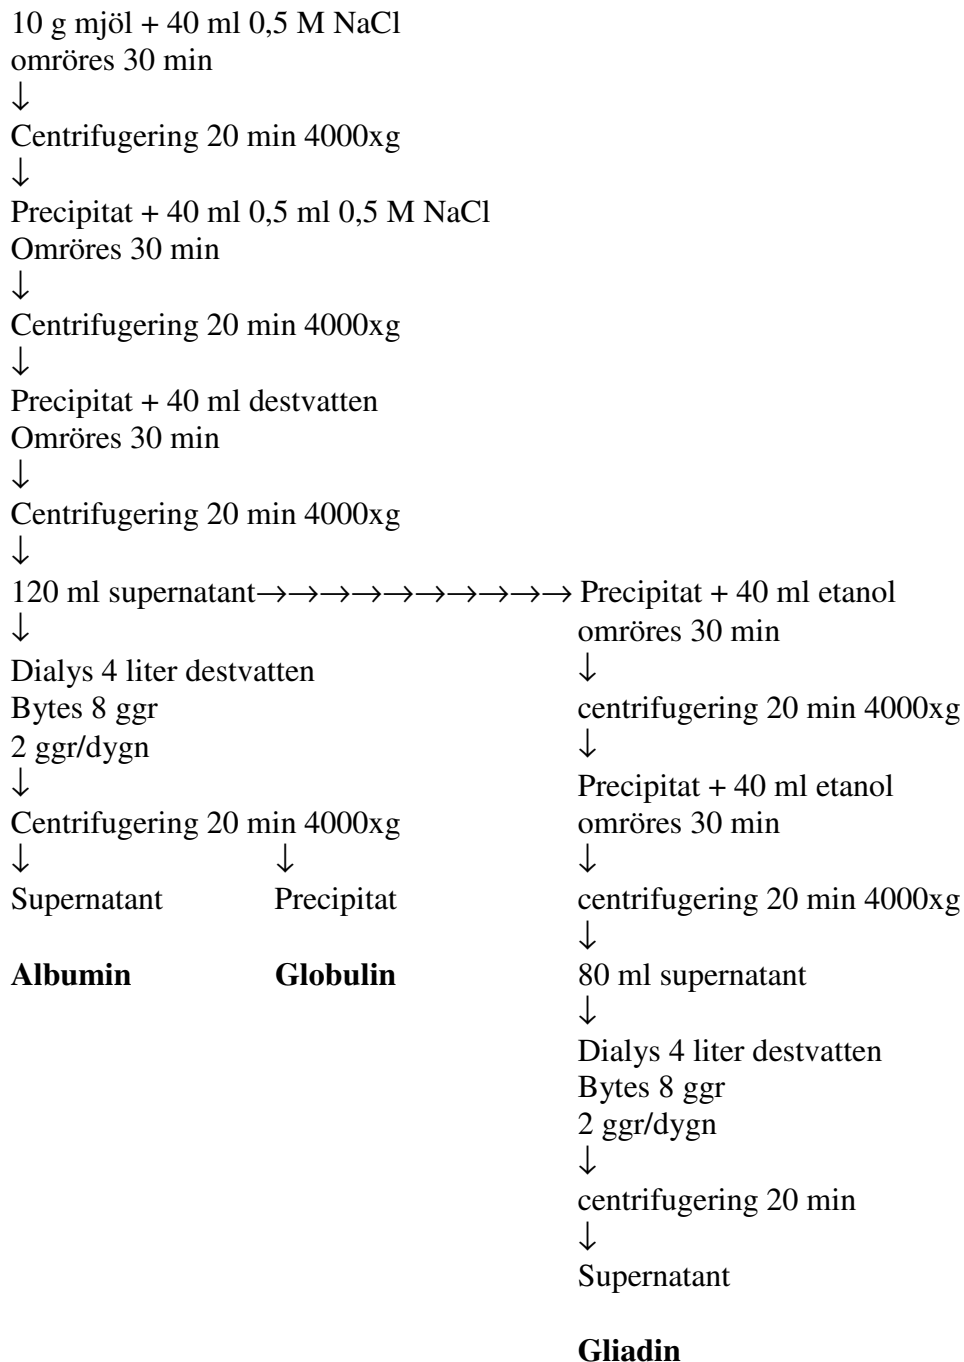 10 g mjöl + 40 ml 0,5 M NaCl
omröres 30 min
↓
Centrifugering 20 min 4000xg
↓
Precipitat + 40 ml 0,5 ml 0,5 M NaCl
Omröres 30 min
↓
Centrifugering 20 min 4000xg
↓
Precipitat + 40 ml destvatten
Omröres 30 min
↓
Centrifugering 20 min 4000xg
↓
120 ml supernatant→→→→→→→→→→ Precipitat + 40 ml etanol
↓ omröres 30 min
Dialys 4 liter destvatten ↓
Bytes 8 ggr centrifugering 20 min 4000xg
2 ggr/dygn ↓
↓ Precipitat + 40 ml etanol
Centrifugering 20 min 4000xg omröres 30 min
↓ ↓ ↓
Supernatant Precipitat centrifugering 20 min 4000xg
↓
Albumin Globulin 80 ml supernatant
↓
Dialys 4 liter destvatten
Bytes 8 ggr
2 ggr/dygn
↓
centrifugering 20 min
↓
Supernatant
Gliadin